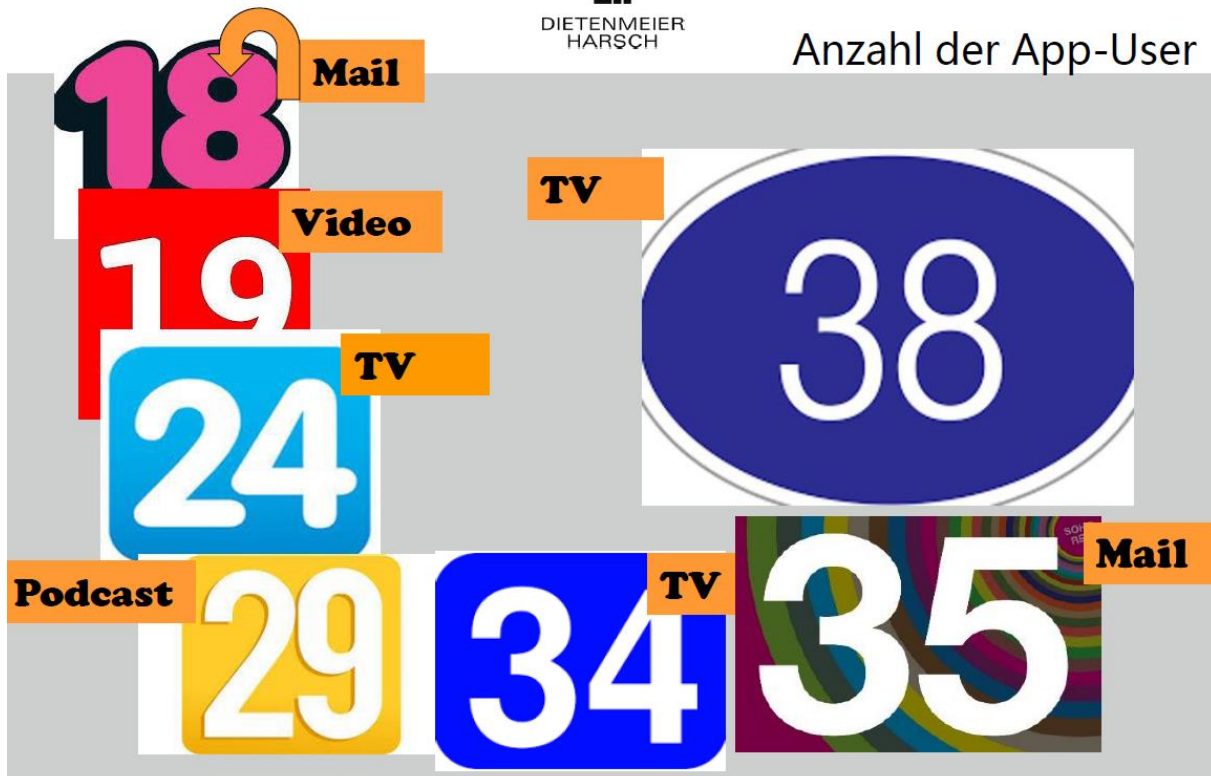 DIETENMEIER
HARSCH
Anzahl der App-User
18
Mail
19
Video
24
TV
29
Podcast
34
TV
35
Mail
38
TV